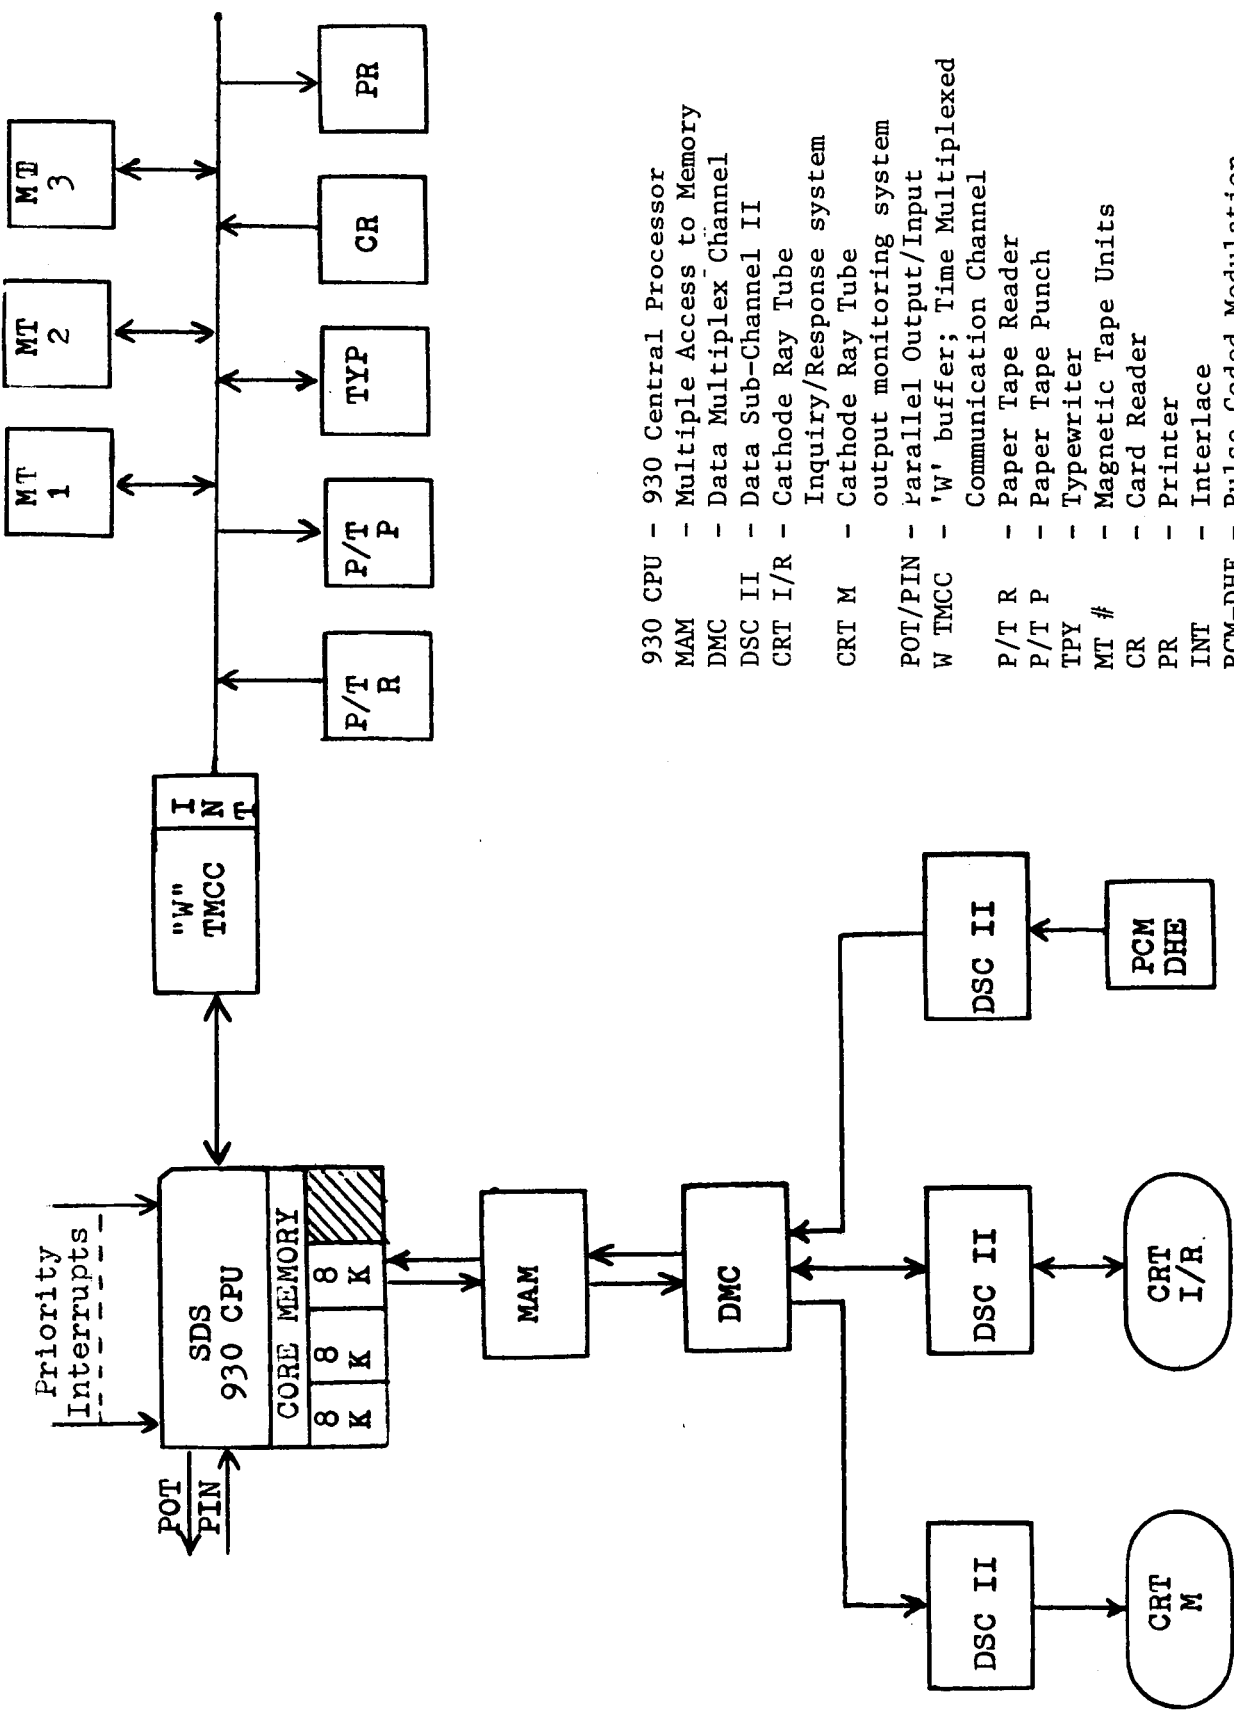 Priority
Interrupts
MT
1
MT
2
MT
3
POT
PIN
SDS
930 CPU
CORE MEMORY
8
K
8
K
8
K
"W"
TMCC
I
N
T
P/T
R
P/T
P
TYP
CR
PR
MAM
DMC
DSC II
DSC II
DSC II
CRT
M
CRT
I/R
PCM
DHE
930 CPU - 930 Central Processor
MAM - Multiple Access to Memory
DMC - Data Multiplex Channel
DSC II - Data Sub-Channel II
CRT I/R - Cathode Ray Tube
Inquiry/Response system
CRT M - Cathode Ray Tube
output monitoring system
POT/PIN - Parallel Output/Input
W TMCC - 'W' buffer; Time Multiplexed
Communication Channel
P/T R - Paper Tape Reader
P/T P - Paper Tape Punch
TPY - Typewriter
MT # - Magnetic Tape Units
CR - Card Reader
PR - Printer
INT - Interlace
PCM-DHE - Pulse Coded Modulation